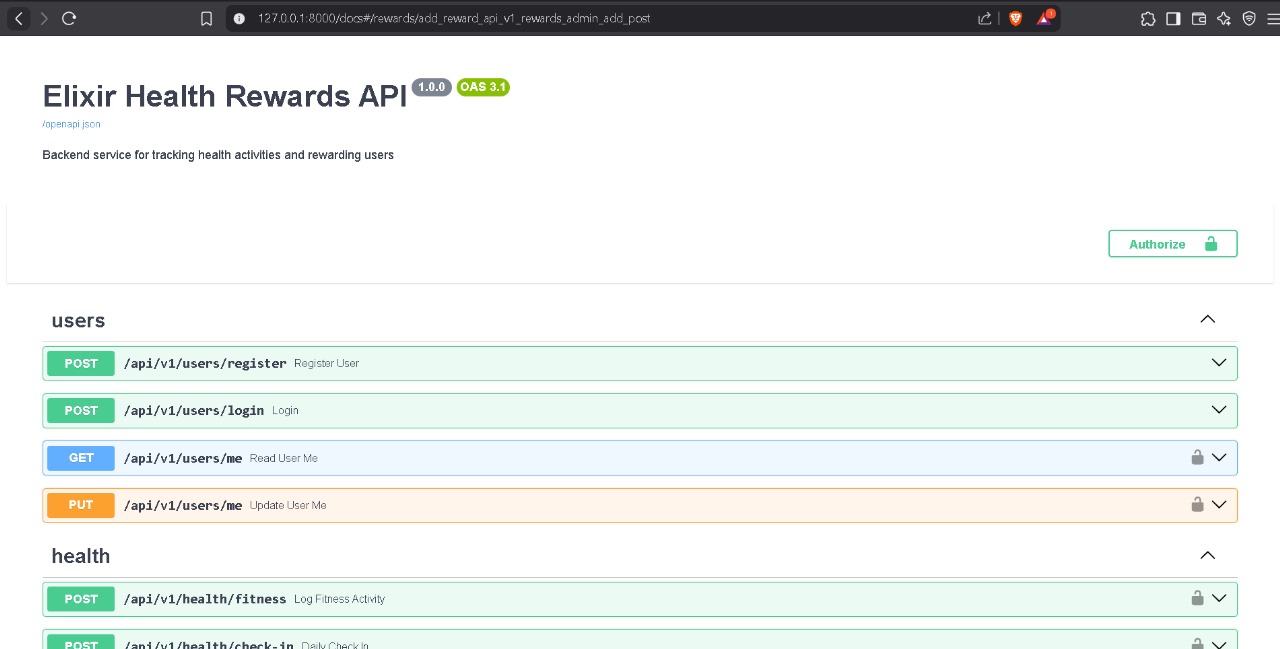 127.0.0.1:8000/docs#/rewards/add_reward_api_v1_rewards_admin_add_post
1
Elixir Health Rewards API 1.0.0 OAS 3.1
/openapi.json
Backend service for tracking health activities and rewarding users
Authorize
users
POST /api/v1/users/register Register User
POST /api/v1/users/login Login
GET /api/v1/users/me Read User Me
PUT /api/v1/users/me Update User Me
health
POST /api/v1/health/fitness Log Fitness Activity
POST /api/v1/health/check-in Daily Check In